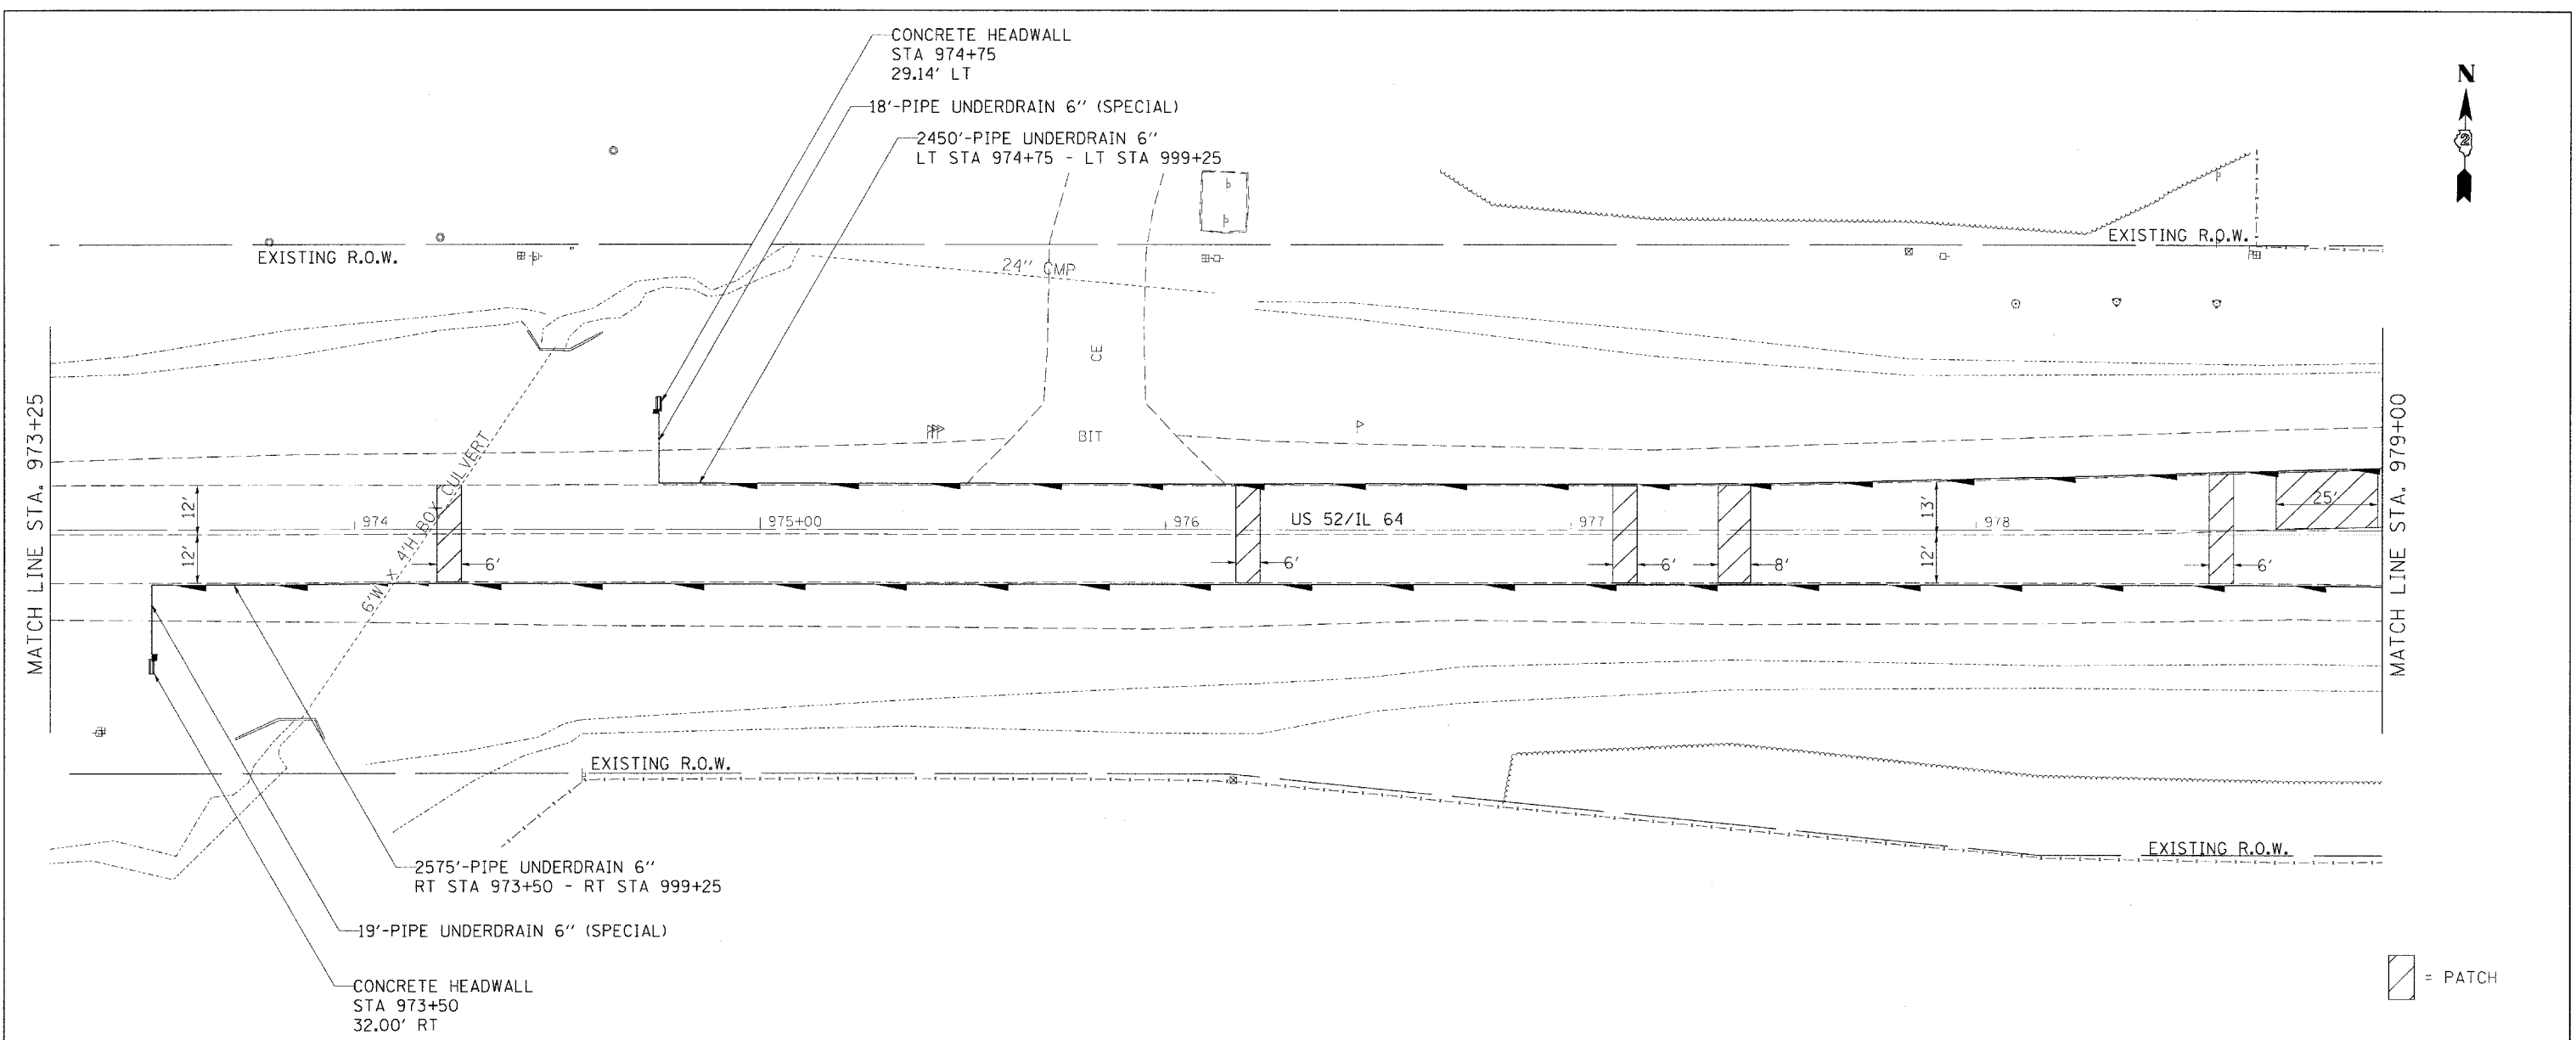 CONCRETE HEADWALL
STA 974+75
29.14' LT
18'-PIPE UNDERDRAIN 6'' (SPECIAL)
2450'-PIPE UNDERDRAIN 6''
LT STA 974+75 - LT STA 999+25
N
2
EXISTING R.O.W.
24'' CMP
EXISTING R.O.W.
CE
BIT
MATCH LINE STA. 973+25
6'W X 4'H BOX CULVERT
12'
12'
974
975+00
976
US 52/IL 64
977
13'
12'
978
25'
6'
6'
6'
8'
6'
MATCH LINE STA. 979+00
EXISTING R.O.W.
EXISTING R.O.W.
2575'-PIPE UNDERDRAIN 6''
RT STA 973+50 - RT STA 999+25
19'-PIPE UNDERDRAIN 6'' (SPECIAL)
CONCRETE HEADWALL
STA 973+50
32.00' RT
= PATCH